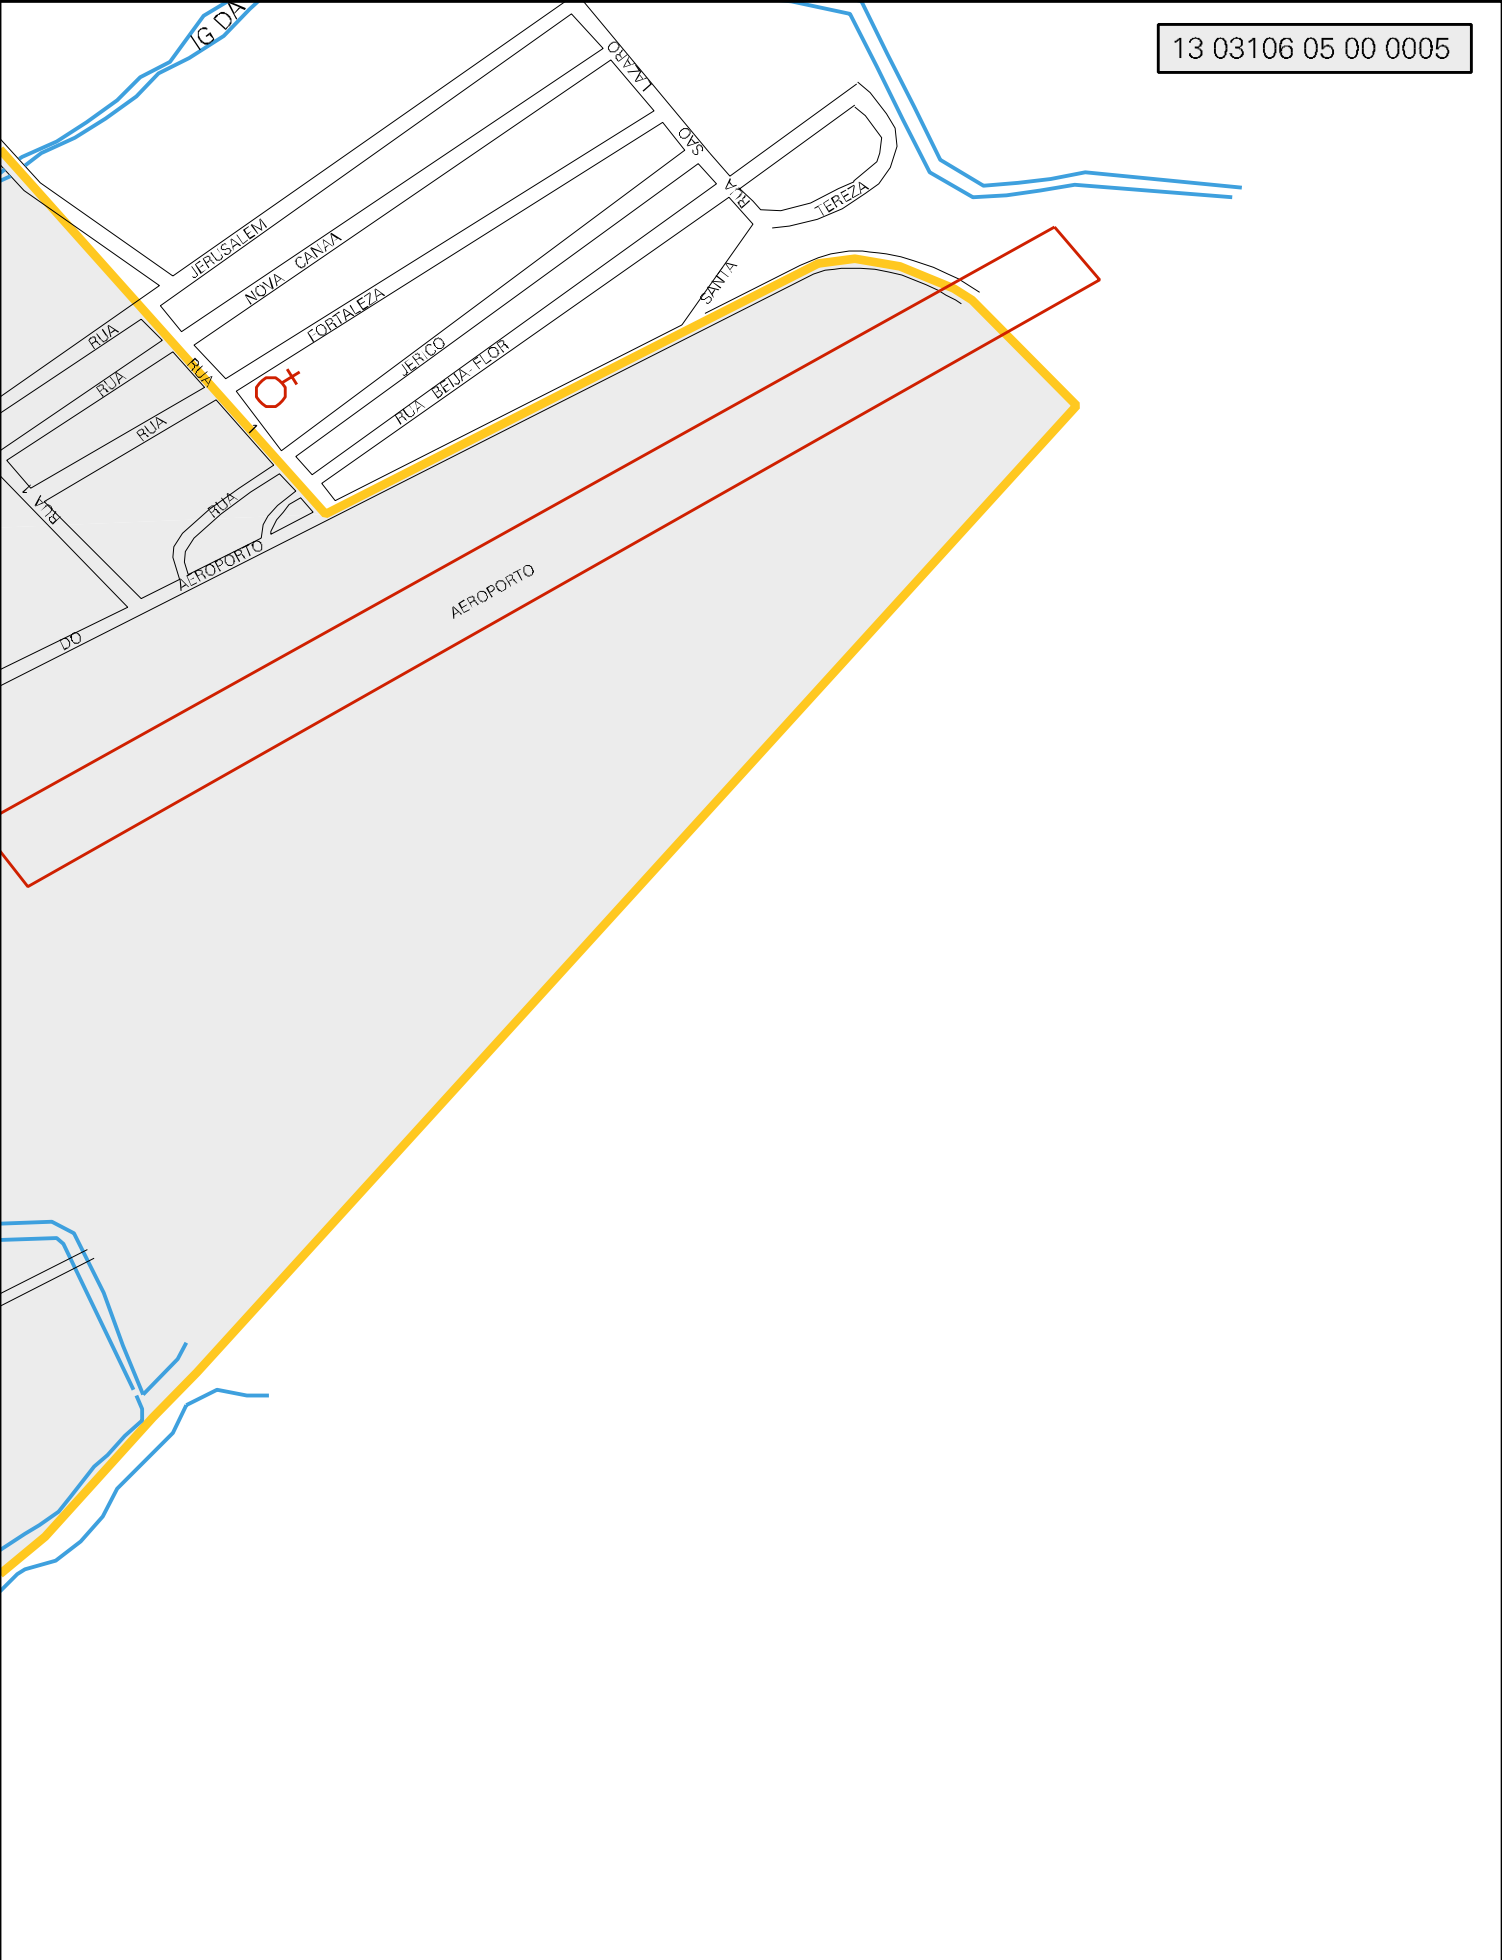 IG DA
13 03106 05 00 0005
LAZARO
SAO
RUA
TEREZA
JERUSALEM
NOVA CANAA
SANTA
FORTALEZA
RUA
JERICO
RUA BEIJA-FLOR
RUA
RUA
RUA
1
RUA 1
RUA
AEROPORTO
AEROPORTO
DO